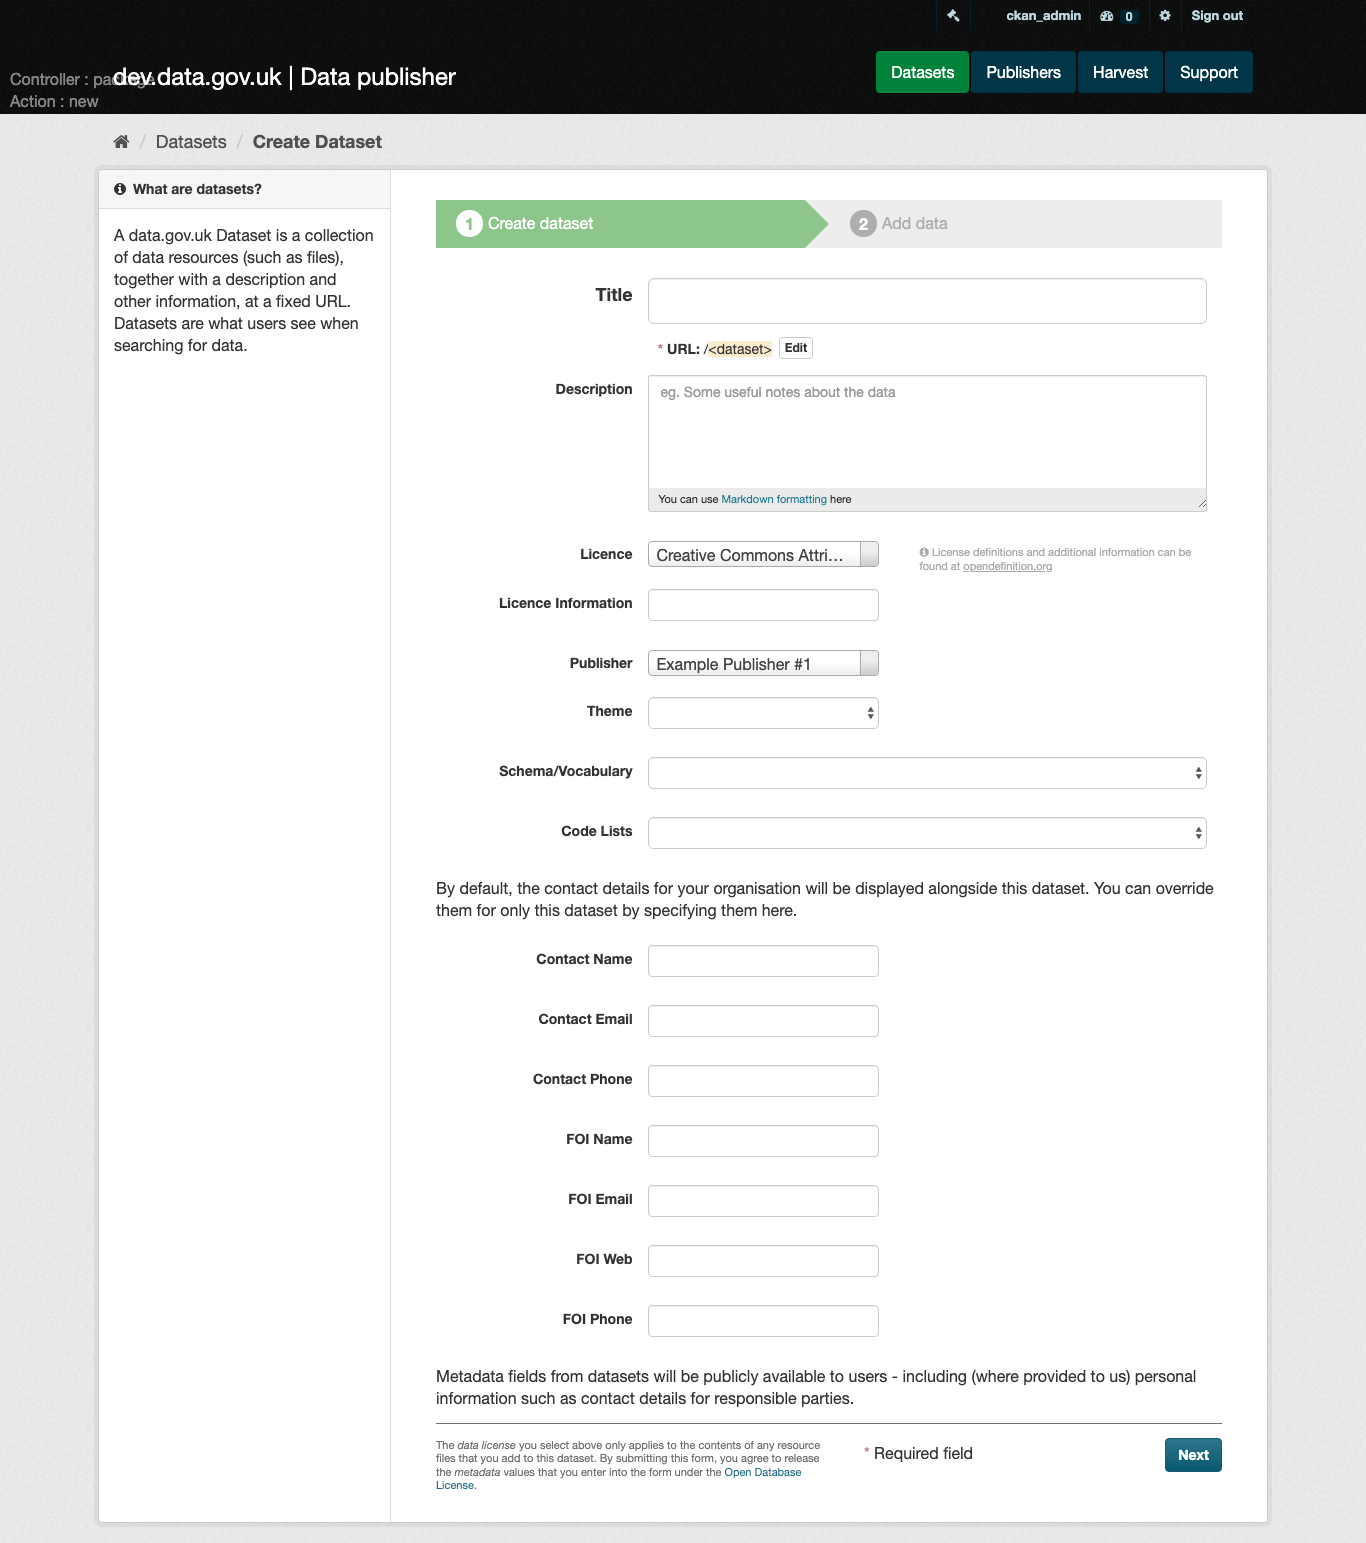 ckan_admin 0 Sign out
Controller : package
Action : new
dev.data.gov.uk | Data publisher
Datasets Publishers Harvest Support
/ Datasets / Create Dataset
What are datasets?
A data.gov.uk Dataset is a collection
of data resources (such as files),
together with a description and
other information, at a fixed URL.
Datasets are what users see when
searching for data.
1 Create dataset 2 Add data
Title
* URL: /<dataset> Edit
Description eg. Some useful notes about the data
You can use Markdown formatting here
Licence Creative Commons Attri...
License definitions and additional information can be
found at opendefinition.org
Licence Information
Publisher Example Publisher #1
Theme
Schema/Vocabulary
Code Lists
By default, the contact details for your organisation will be displayed alongside this dataset. You can override
them for only this dataset by specifying them here.
Contact Name
Contact Email
Contact Phone
FOI Name
FOI Email
FOI Web
FOI Phone
Metadata fields from datasets will be publicly available to users - including (where provided to us) personal
information such as contact details for responsible parties.
The data license you select above only applies to the contents of any resource
files that you add to this dataset. By submitting this form, you agree to release
the metadata values that you enter into the form under the Open Database
License.
* Required field
Next